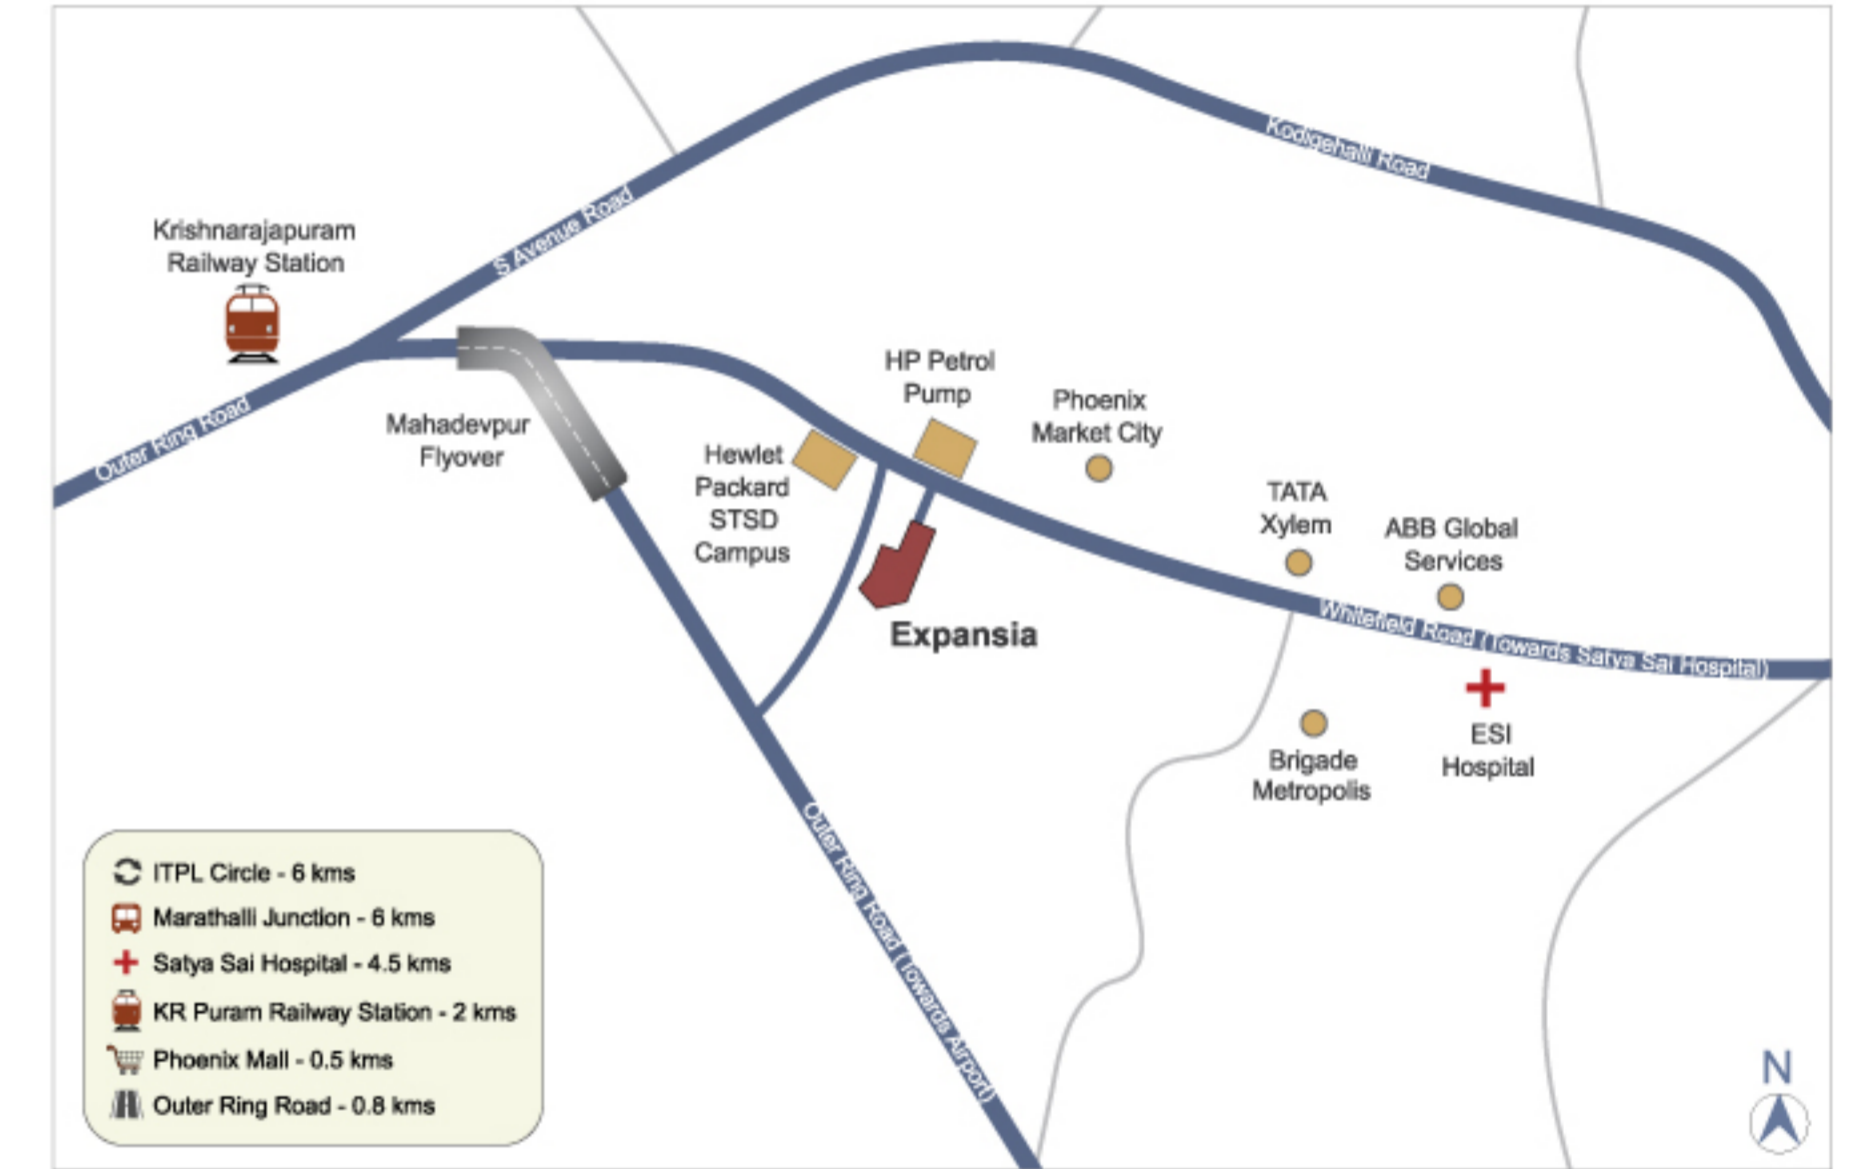 Kodigehalli Road
S Avenue Road
Krishnarajapuram
Railway Station
Outer Ring Road
Mahadevpur
Flyover
HP Petrol
Pump
Phoenix
Market City
Hewlet
Packard
STSD
Campus
TATA
Xylem
ABB Global
Services
Expansia
Whitefield Road (Towards Satya Sai Hospital)
ESI
Hospital
Brigade
Metropolis
Outer Ring Road (Towards Airport)
ITPL Circle - 6 kms
Marathalli Junction - 6 kms
Satya Sai Hospital - 4.5 kms
KR Puram Railway Station - 2 kms
Phoenix Mall - 0.5 kms
Outer Ring Road - 0.8 kms
N